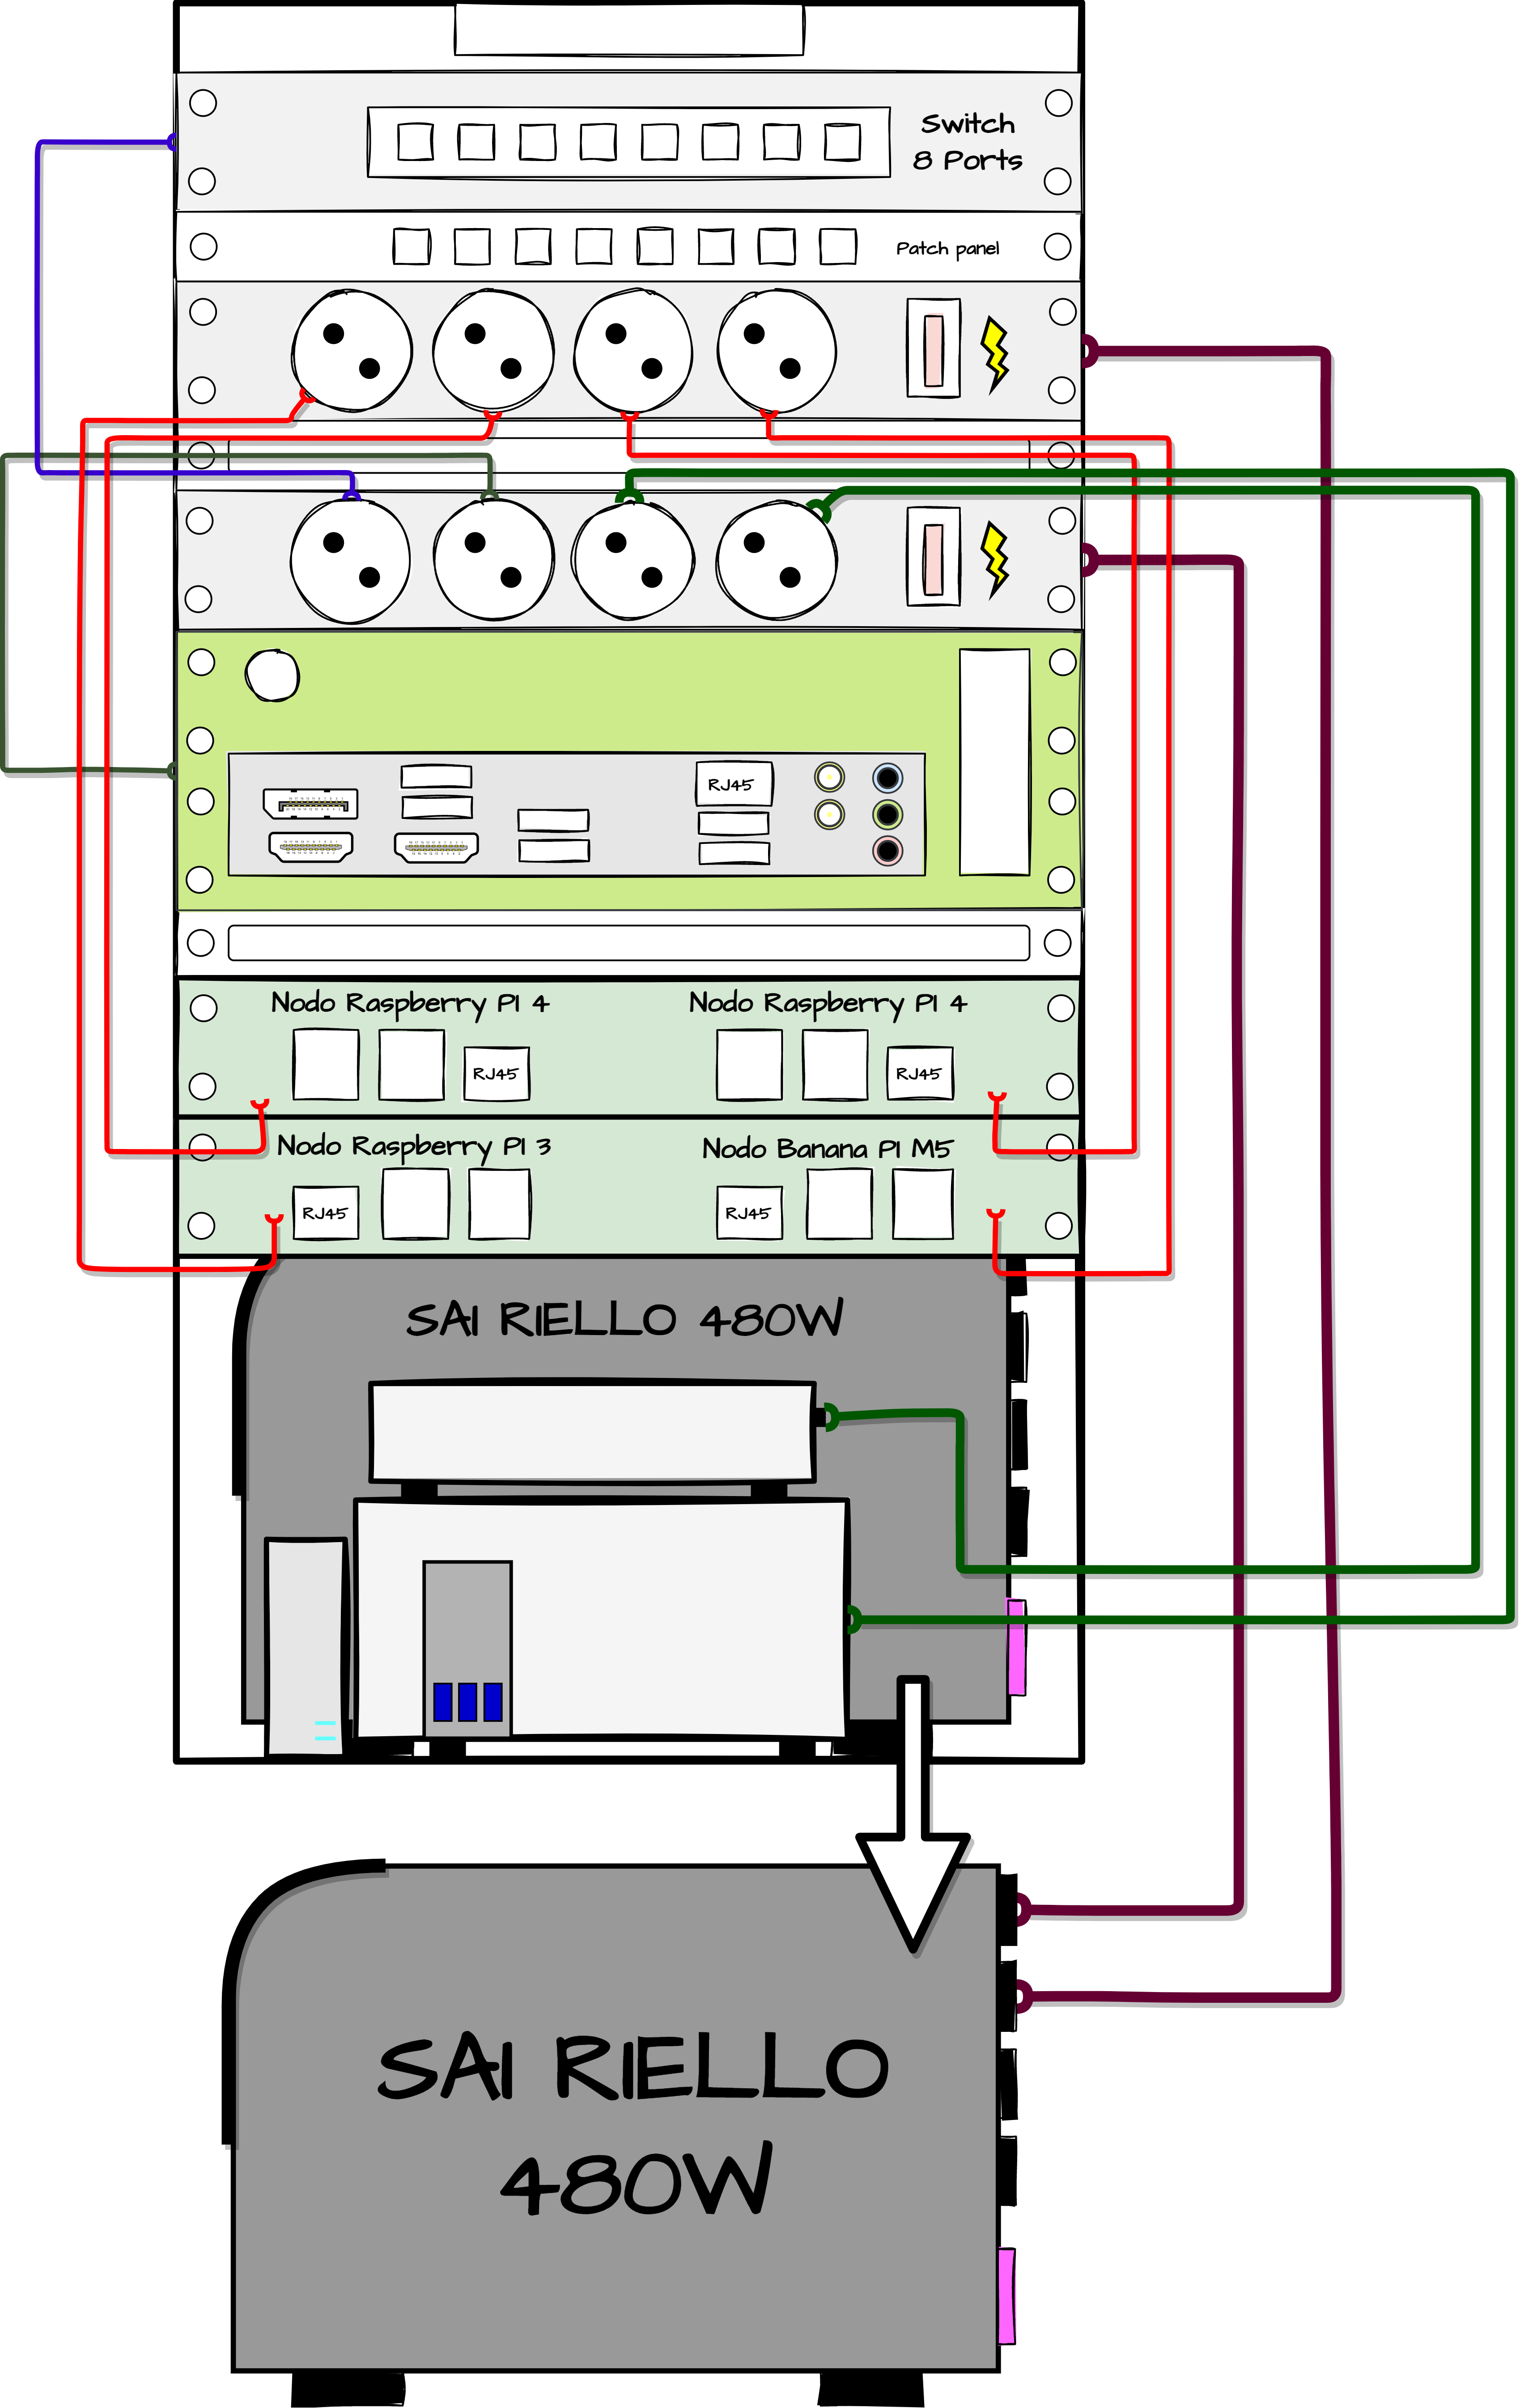 Switch
8 Ports
Patch panel
RJ45
Nodo Raspberry PI 4
Nodo Raspberry PI 4
RJ45
RJ45
Nodo Raspberry PI 3
Nodo Banana PI M5
RJ45
RJ45
SAI RIELLO 480W
SAI RIELLO
480W